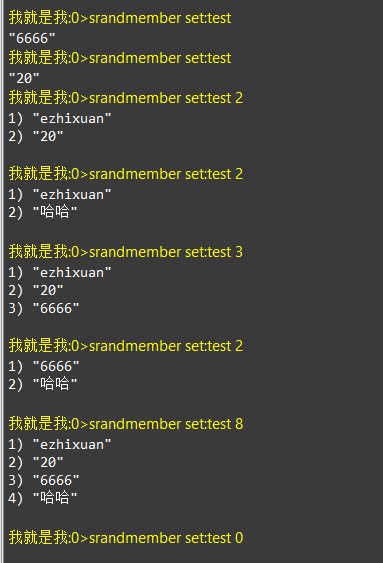 我就是我:0>srandmember set:test
"6666"
我就是我:0>srandmember set:test
"20"
我就是我:0>srandmember set:test 2
1) "ezhixuan"
2) "20"
我就是我:0>srandmember set:test 2
1) "ezhixuan"
2) "哈哈"
我就是我:0>srandmember set:test 3
1) "ezhixuan"
2) "20"
3) "6666"
我就是我:0>srandmember set:test 2
1) "6666"
2) "哈哈"
我就是我:0>srandmember set:test 8
1) "ezhixuan"
2) "20"
3) "6666"
4) "哈哈"
我就是我:0>srandmember set:test 0